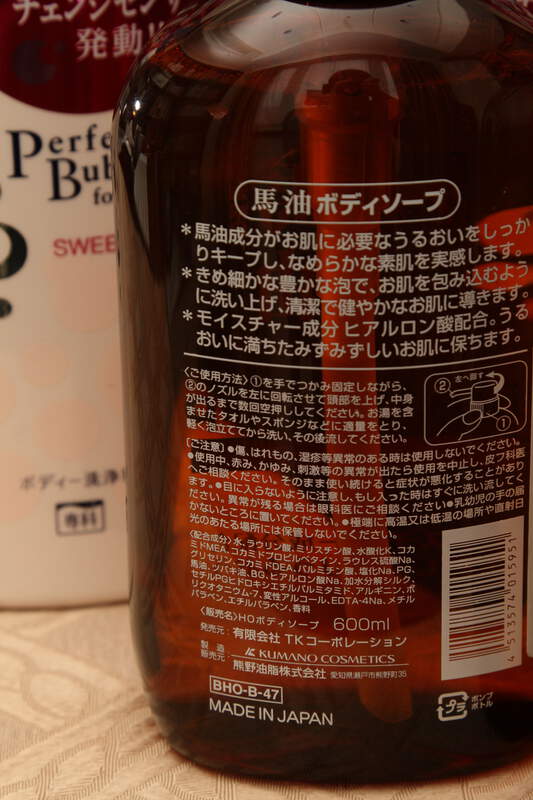 チェンジセンサ
発動!!
Perfe
Bub
fo
SWEE
ボディー洗浄
専科
馬油ボディソープ
*馬油成分がお肌に必要なうるおいをしっか
りキープし、なめらかな素肌を実感します。
*きめ細かな豊かな泡で、お肌を包み込むよう
に洗い上げ、清潔で健やかなお肌に導きます。
*モイスチャー成分 ヒアルロン酸配合。うる
おいに満ちたみずみずしいお肌に保ちます。
〈ご使用方法〉①を手でつかみ固定しながら、
②のノズルを左に回転させて頭部を上げ、中身
が出るまで数回空押ししてください。お湯を含
ませたタオルやスポンジなどに適量をとり、
軽く泡立ててから洗い、その後流してください。
②左へ回す
①
〔ご注意〕●傷、はれもの、湿疹等異常のある時は使用しないでください。
●使用中、赤み、かゆみ、刺激等の異常が出たら使用を中止し、皮フ科医
へご相談ください。そのまま使い続けると症状が悪化することがあり
ます。●目に入らないように注意し、もし入った時はすぐに洗い流してく
ださい。異常が残る場合は眼科医にご相談ください●乳幼児の手の届
かないところに置いてください。●極端に高温又は低温の場所や直射日
光のあたる場所には保管しないでください。
〈配合成分〉水、ラウリン酸、ミリスチン酸、水酸化K、コカ
ミドMEA、コカミドプロピルベタイン、ラウレス硫酸Na、
グリセリン、コカミドDEA、パルミチン酸、塩化Na、PG、
馬油、ツバキ油、BG、ヒアルロン酸Na、加水分解シルク、
セチルPGヒドロキシエチルパルミタミド、アルギニン、ポ
リクオタニウム-7、変性アルコール、EDTA-4Na、メチル
パラベン、エチルパラベン、香料
〈販売名〉HOボディソープ 600ml
発売元：有限会社 TKコーポレーション
製造
販売元：KUMANO COSMETICS
熊野油脂株式会社 愛知県瀬戸市熊野町35
BHO-B-47
MADE IN JAPAN
4 513574 015951
プラ
ポンプ
ボトル